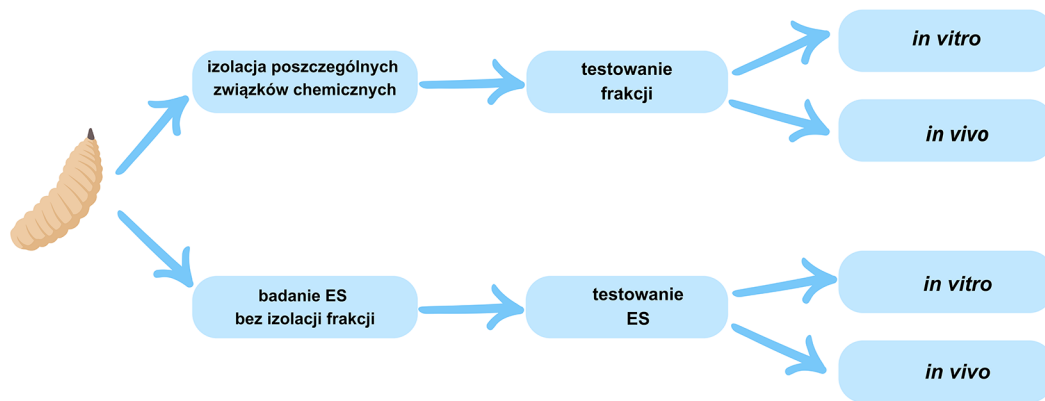 izolacja poszczególnych
związków chemicznych
testowanie
frakcji
in vitro
in vivo
badanie ES
bez izolacji frakcji
testowanie
ES
in vitro
in vivo